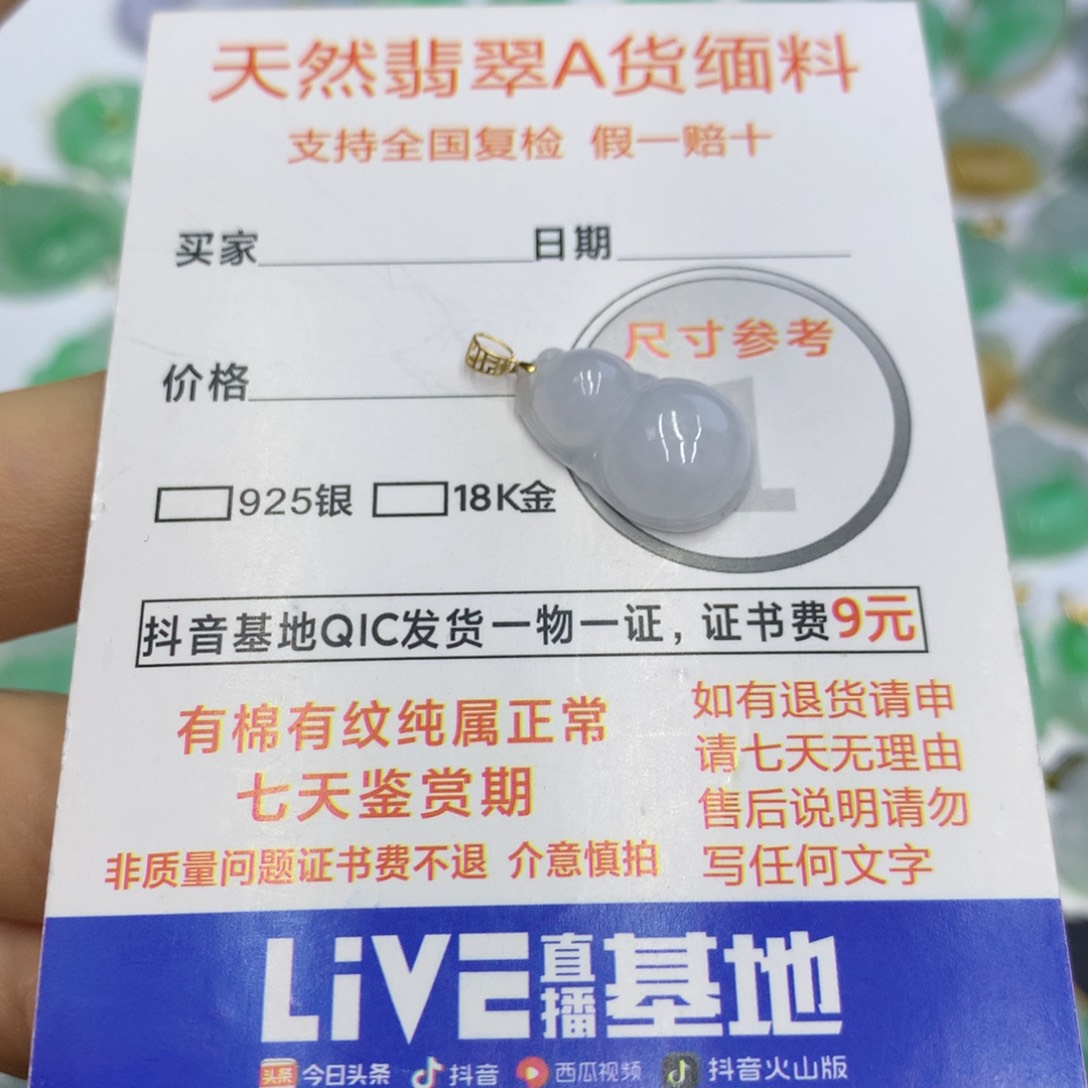 天然翡翠A货缅料
支持全国复检 假一赔十
买家 日期
尺寸参考
价格
925银 18K金
抖音基地QIC发货一物一证，证书费9元
有棉有纹纯属正常
七天鉴赏期
非质量问题证书费不退 介意慎拍
如有退货请申
请七天无理由
售后说明请勿
写任何文字
LiVE直播基地
头条 今日头条 抖音 西瓜视频 抖音火山版